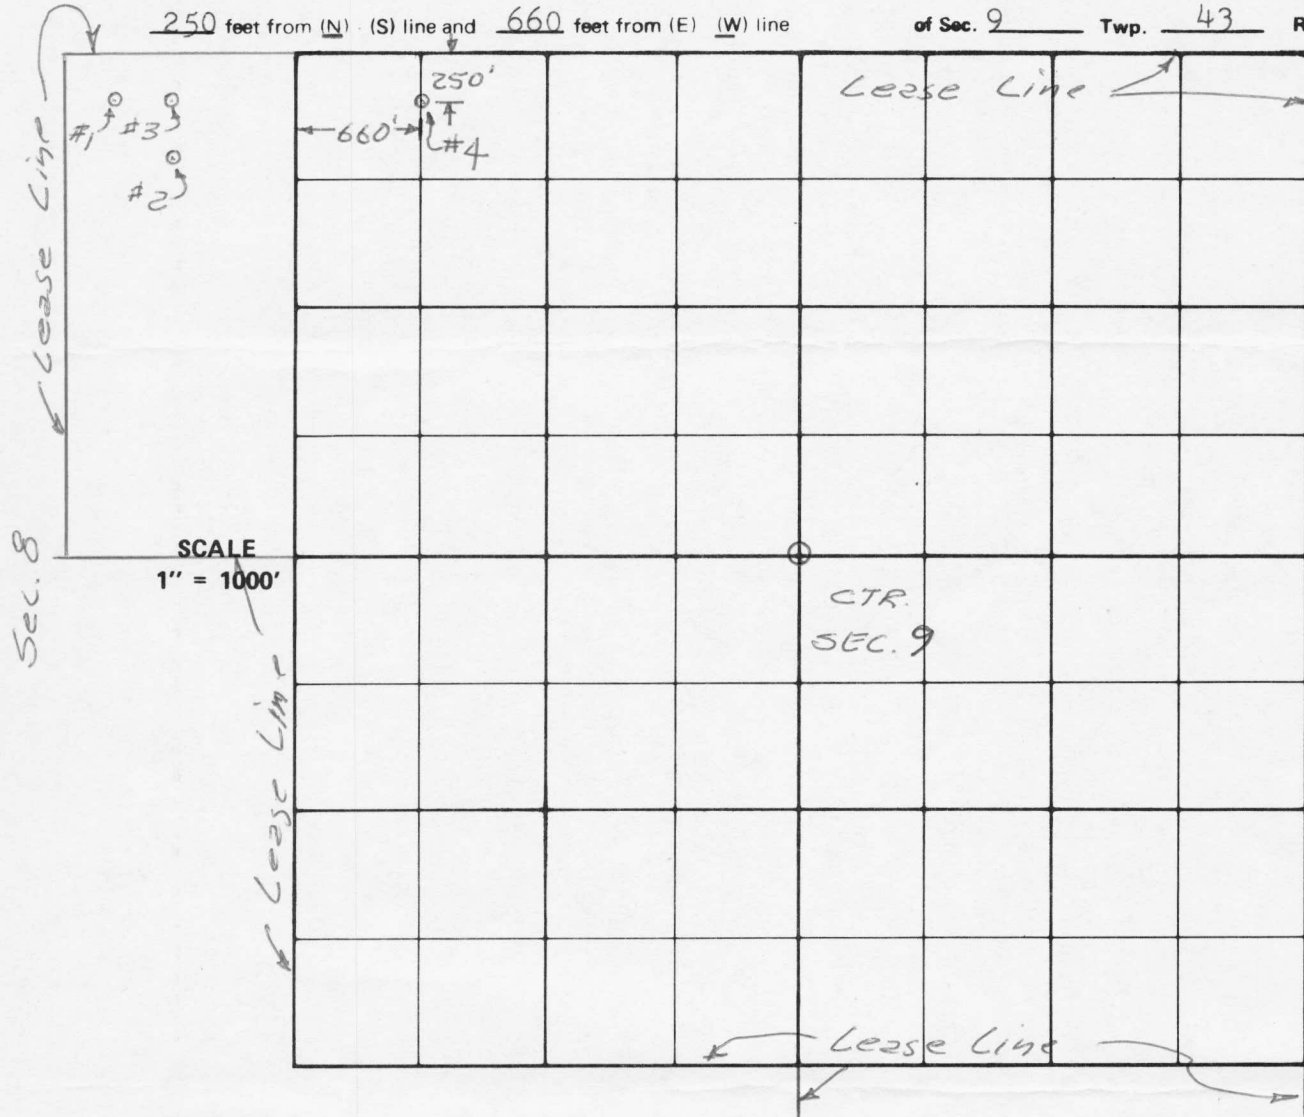 250 feet from (N) (S) line and 660 feet from (E) (W) line of Sec. 9 Twp. 43 R
Lease Line
250'
#1 #3
660'
#4
#2
Lease Line
Sec. 8
SCALE
1" = 1000'
CTR.
SEC. 9
Lease Line
Lease Line